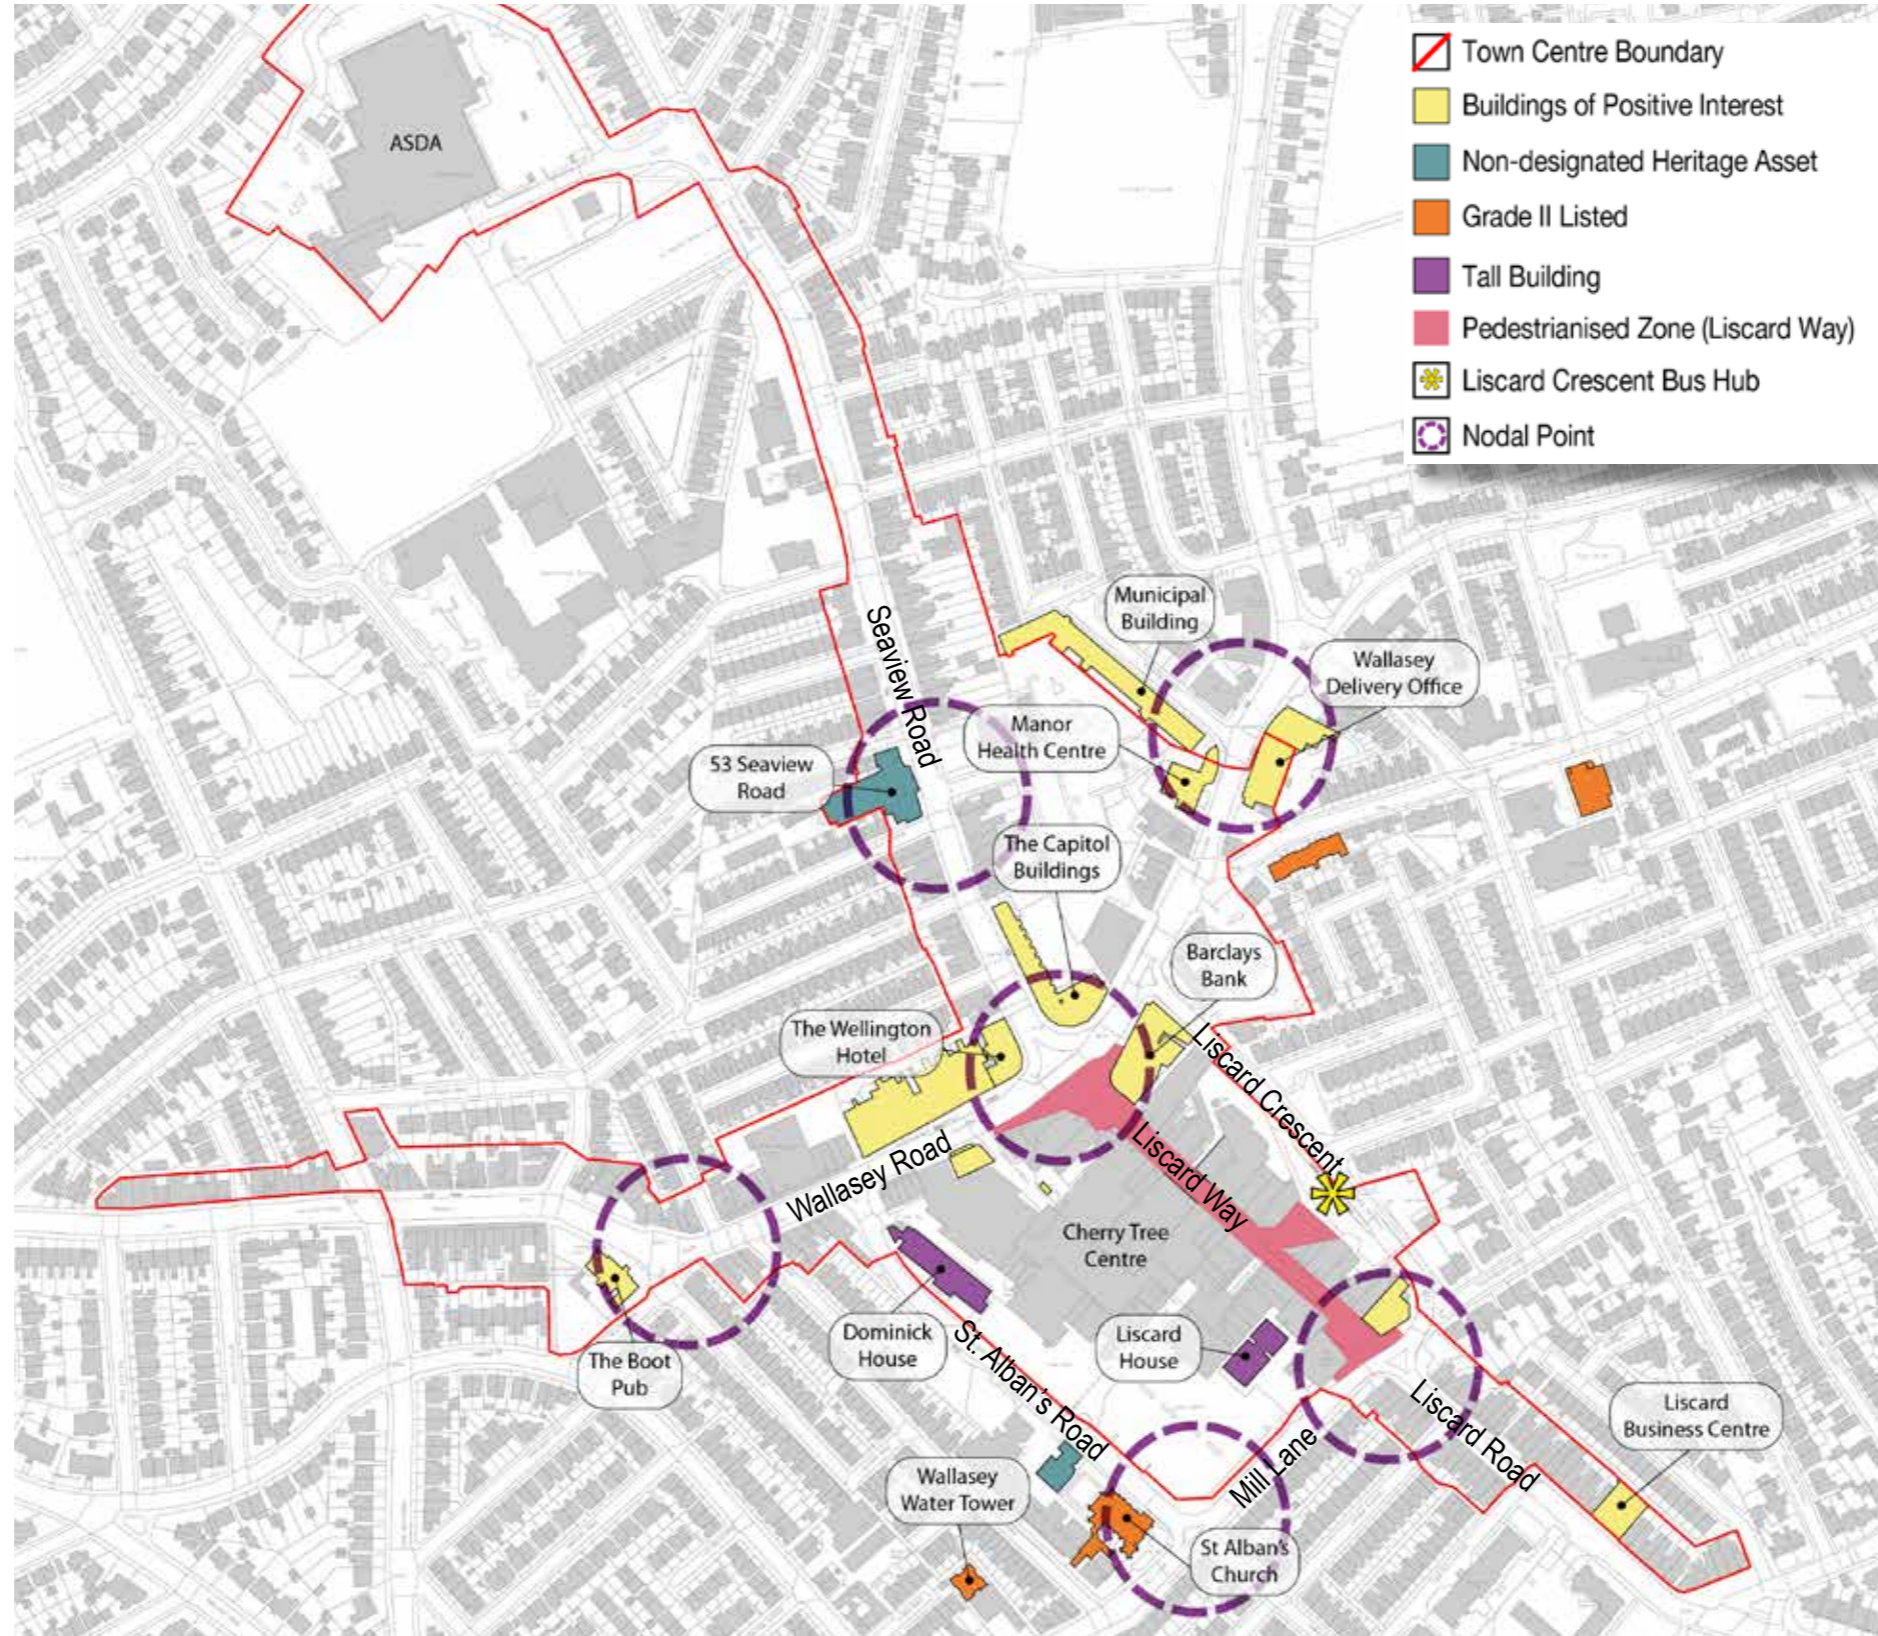 Town Centre Boundary
Buildings of Positive Interest
Non-designated Heritage Asset
Grade II Listed
Tall Building
Pedestrianised Zone (Liscard Way)
Liscard Crescent Bus Hub
Nodal Point
ASDA
Seaview Road
Municipal
Building
Wallasey
Delivery Office
Manor
Health Centre
53 Seaview
Road
The Capitol
Buildings
Barclays
Bank
The Wellington
Hotel
Liscard Crescent
Wallasey Road
Liscard Way
Cherry Tree
Centre
Dominick
House
Liscard
House
The Boot
Pub
St. Alban's Road
Liscard Road
Liscard
Business Centre
Mill Lane
Wallasey
Water Tower
St Alban's
Church